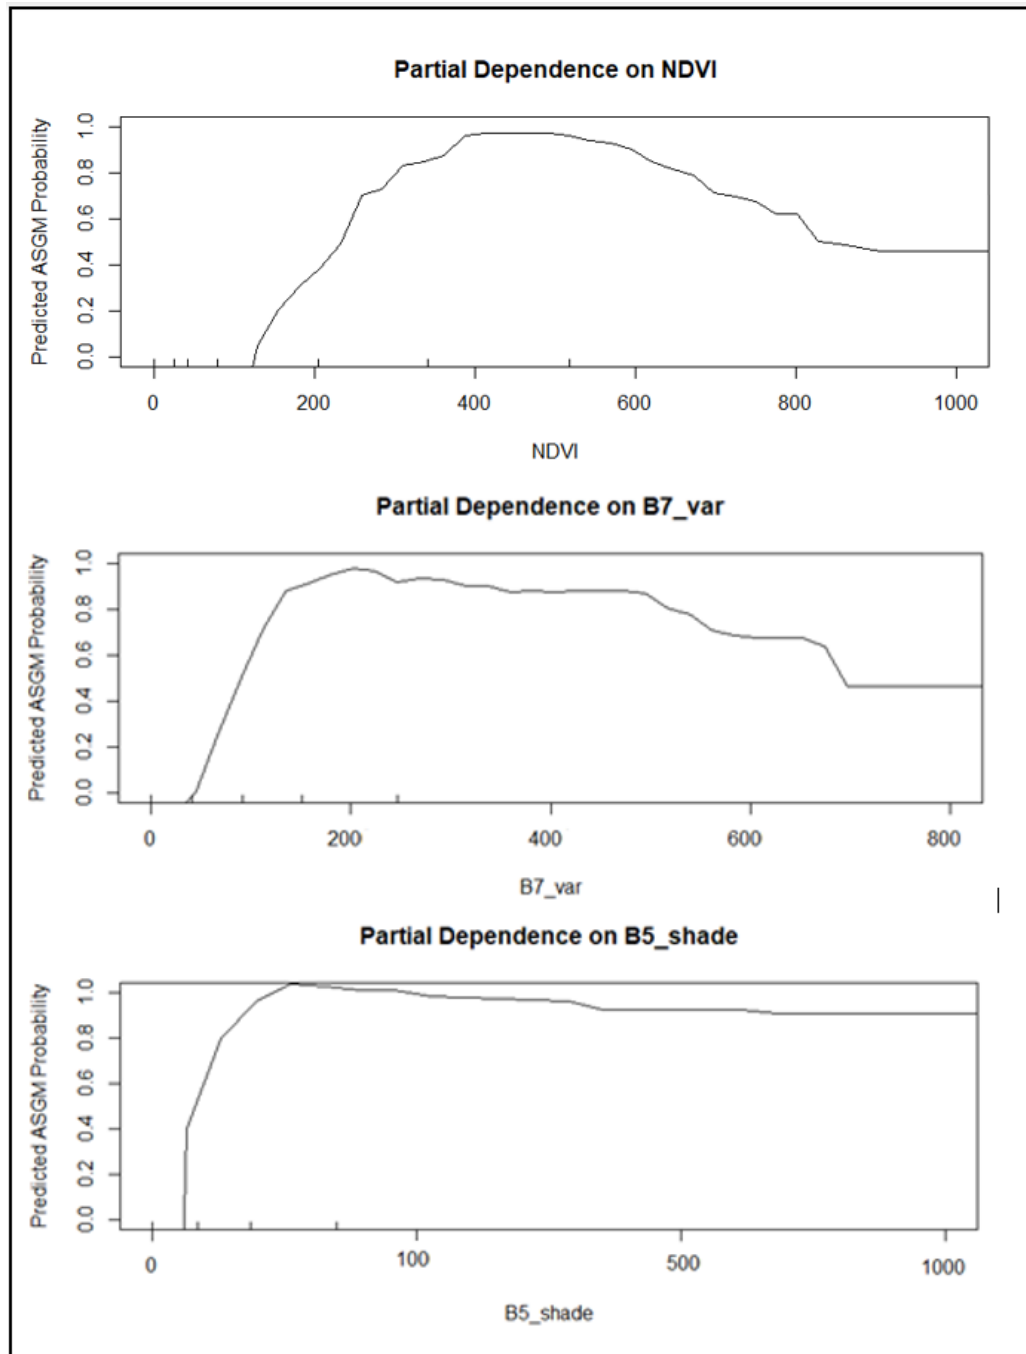 Partial Dependence on NDVI
Predicted ASGM Probability
0.0 0.2 0.4 0.6 0.8 1.0
0 200 400 600 800 1000
NDVI
Partial Dependence on B7_var
Predicted ASGM Probability
0.0 0.2 0.4 0.6 0.8 1.0
0 200 400 600 800
B7_var
Partial Dependence on B5_shade
Predicted ASGM Probability
0.0 0.2 0.4 0.6 0.8 1.0
0 100 500 1000
B5_shade